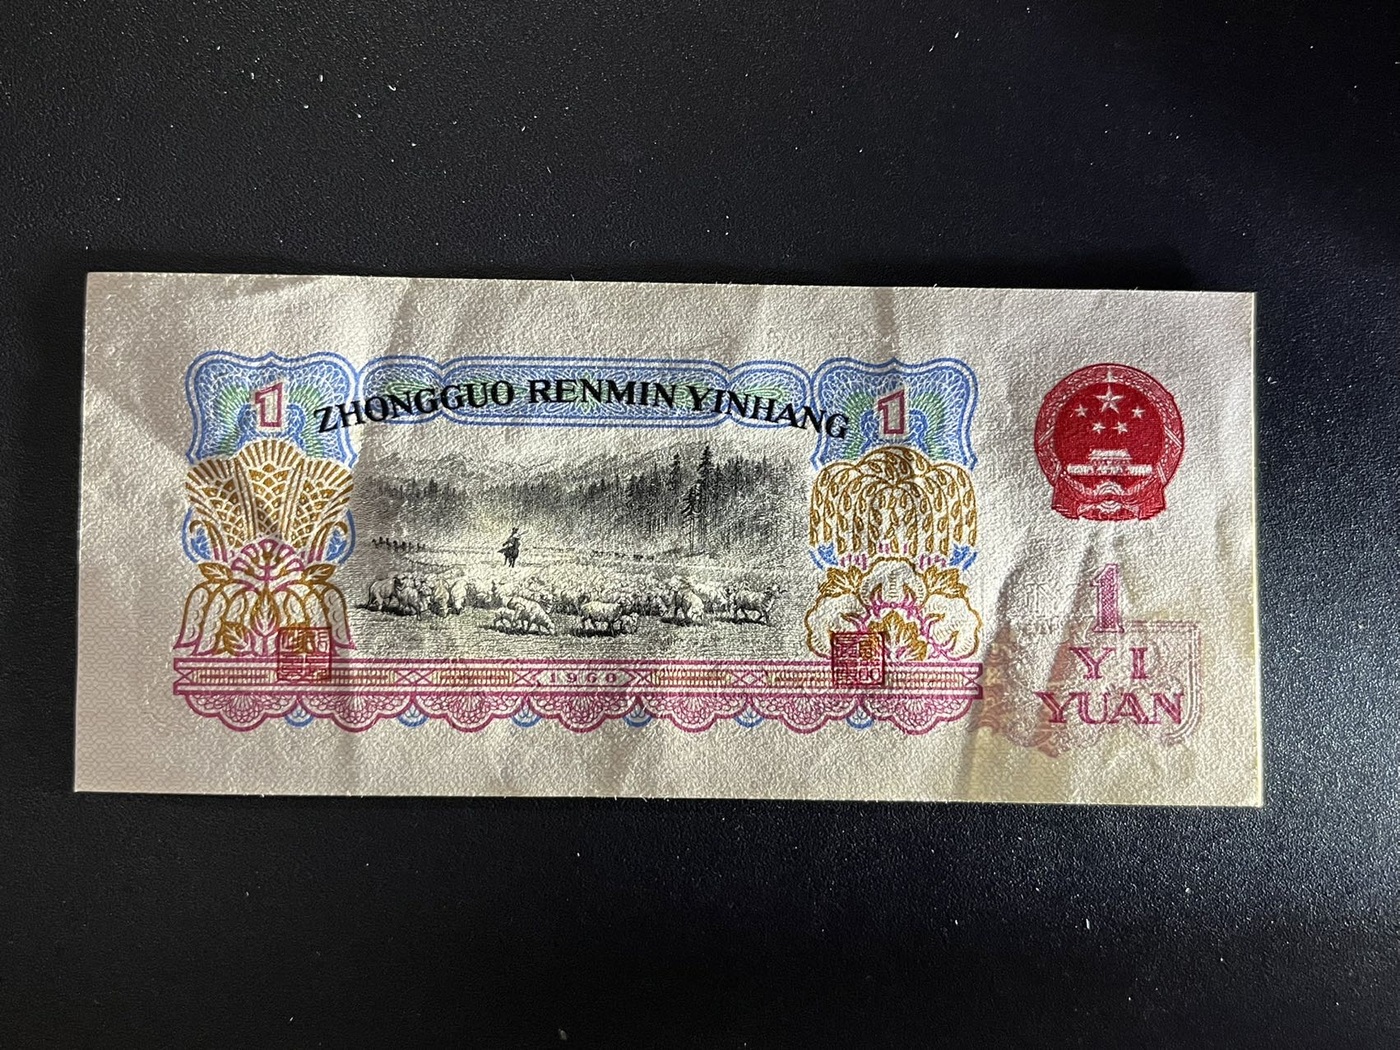 1
ZHONGGUO RENMIN YINHANG
1
1960
1
YI
YUAN